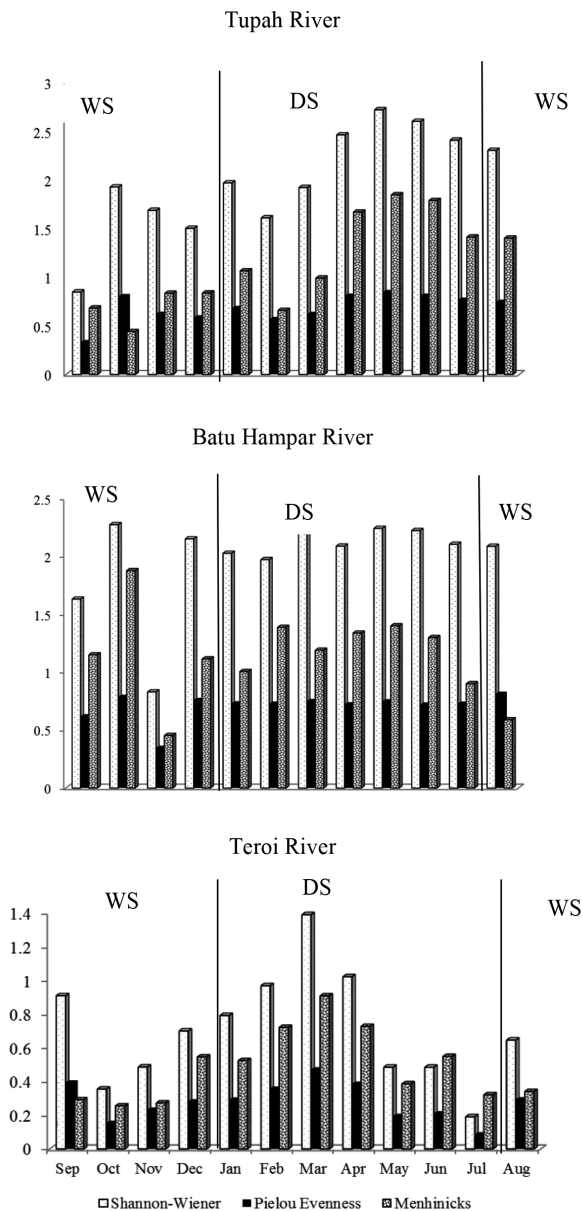 Tupah River
WS DS WS
3
2.5
2
1.5
1
0.5
0
Batu Hampar River
WS DS WS
2.5
2
1.5
1
0.5
0
Teroi River
WS DS WS
1.4
1.2
1
0.8
0.6
0.4
0.2
0
Sep Oct Nov Dec Jan Feb Mar Apr May Jun Jul Aug
Shannon-Wiener Pielou Evenness Menhinicks